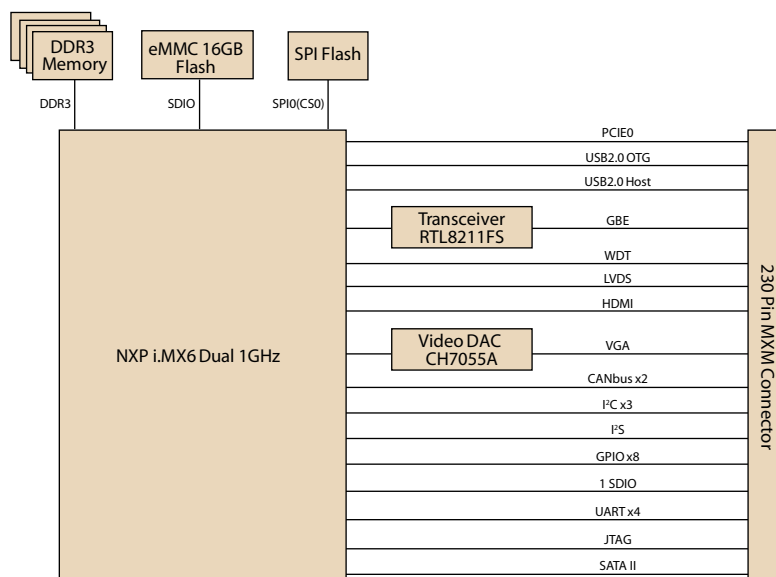 DDR3
Memory
eMMC 16GB
Flash
SPI Flash
DDR3
SDIO
SPI0(CS0)
NXP i.MX6 Dual 1GHz
PCIE0
USB2.0 OTG
USB2.0 Host
Transceiver
RTL8211FS
GBE
WDT
LVDS
HDMI
Video DAC
CH7055A
VGA
CANbus x2
I²C x3
I²S
GPIO x8
1 SDIO
UART x4
JTAG
SATA II
230 Pin MXM Connector